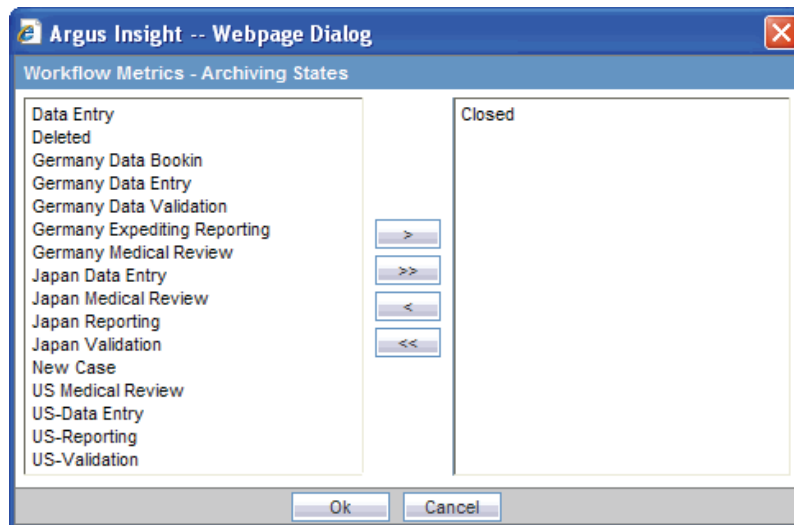 Argus Insight -- Webpage Dialog
Workflow Metrics - Archiving States
Data Entry
Deleted
Germany Data Bookin
Germany Data Entry
Germany Data Validation
Germany Expediting Reporting
Germany Medical Review
Japan Data Entry
Japan Medical Review
Japan Reporting
Japan Validation
New Case
US Medical Review
US-Data Entry
US-Reporting
US-Validation
>
>>
<
<<
Closed
Ok
Cancel